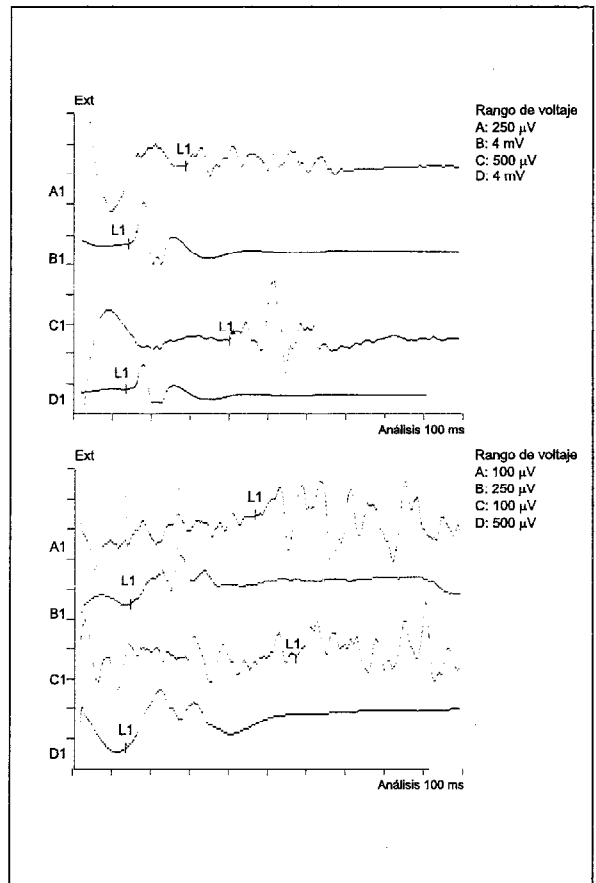 Ext
Rango de voltaje
A: 250 µV
B: 4 mV
C: 500 µV
D: 4 mV
L1
A1
L1
B1
C1
L1
L1
D1
Análisis 100 ms
Ext
Rango de voltaje
A: 100 µV
B: 250 µV
C: 100 µV
D: 500 µV
L1
A1
L1
B1
L1
C1
L1
D1
Análisis 100 ms